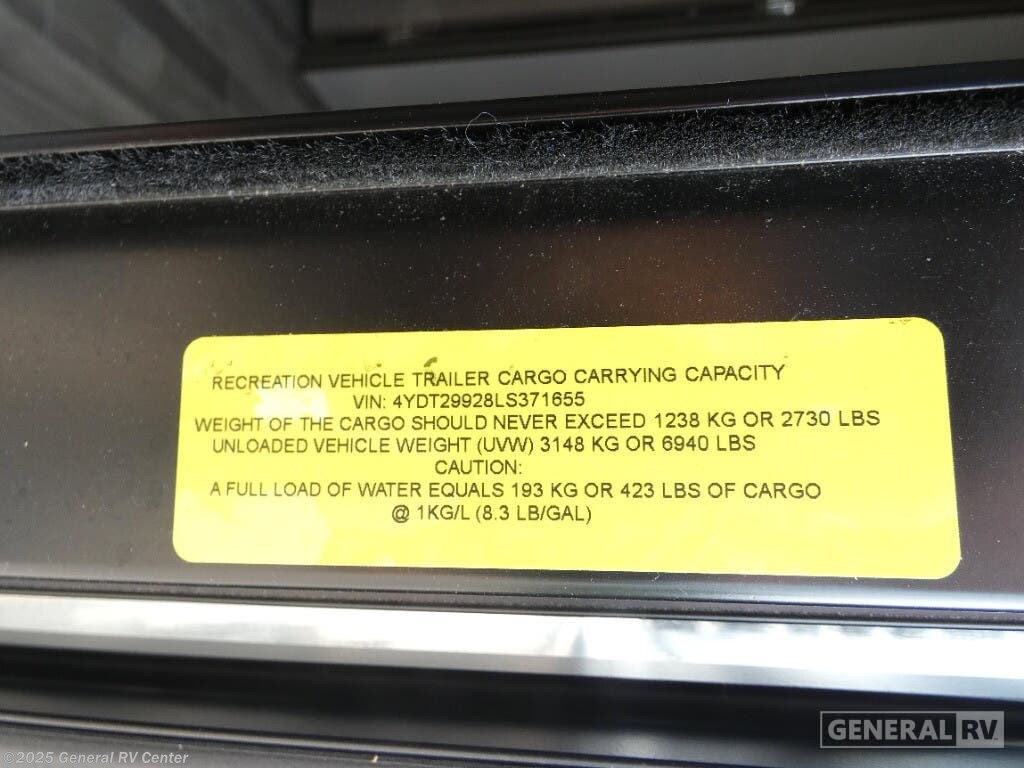 RECREATION VEHICLE TRAILER CARGO CARRYING CAPACITY
VIN: 4YDT29928LS371655
WEIGHT OF THE CARGO SHOULD NEVER EXCEED 1238 KG OR 2730 LBS
UNLOADED VEHICLE WEIGHT (UVW) 3148 KG OR 6940 LBS
CAUTION:
A FULL LOAD OF WATER EQUALS 193 KG OR 423 LBS OF CARGO
@ 1KG/L (8.3 LB/GAL)
GENERAL RV
©2025 General RV Center